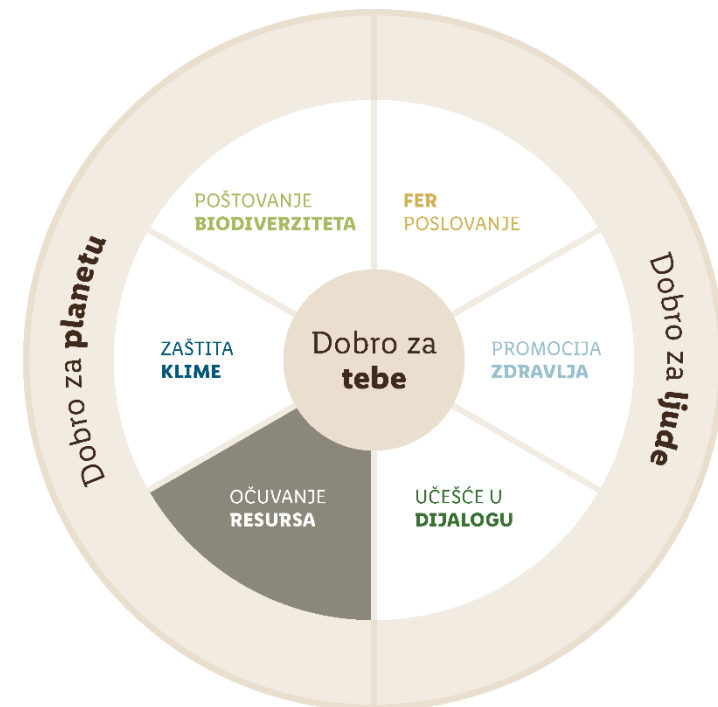 POŠTOVANJE
BIODIVERZITETA
FER
POSLOVANJE
Dobro za planetu
ZAŠTITA
KLIME
Dobro za
tebe
PROMOCIJA
ZDRAVLJA
Dobro za ljude
OČUVANJE
RESURSA
UČEŠĆE U
DIJALOGU